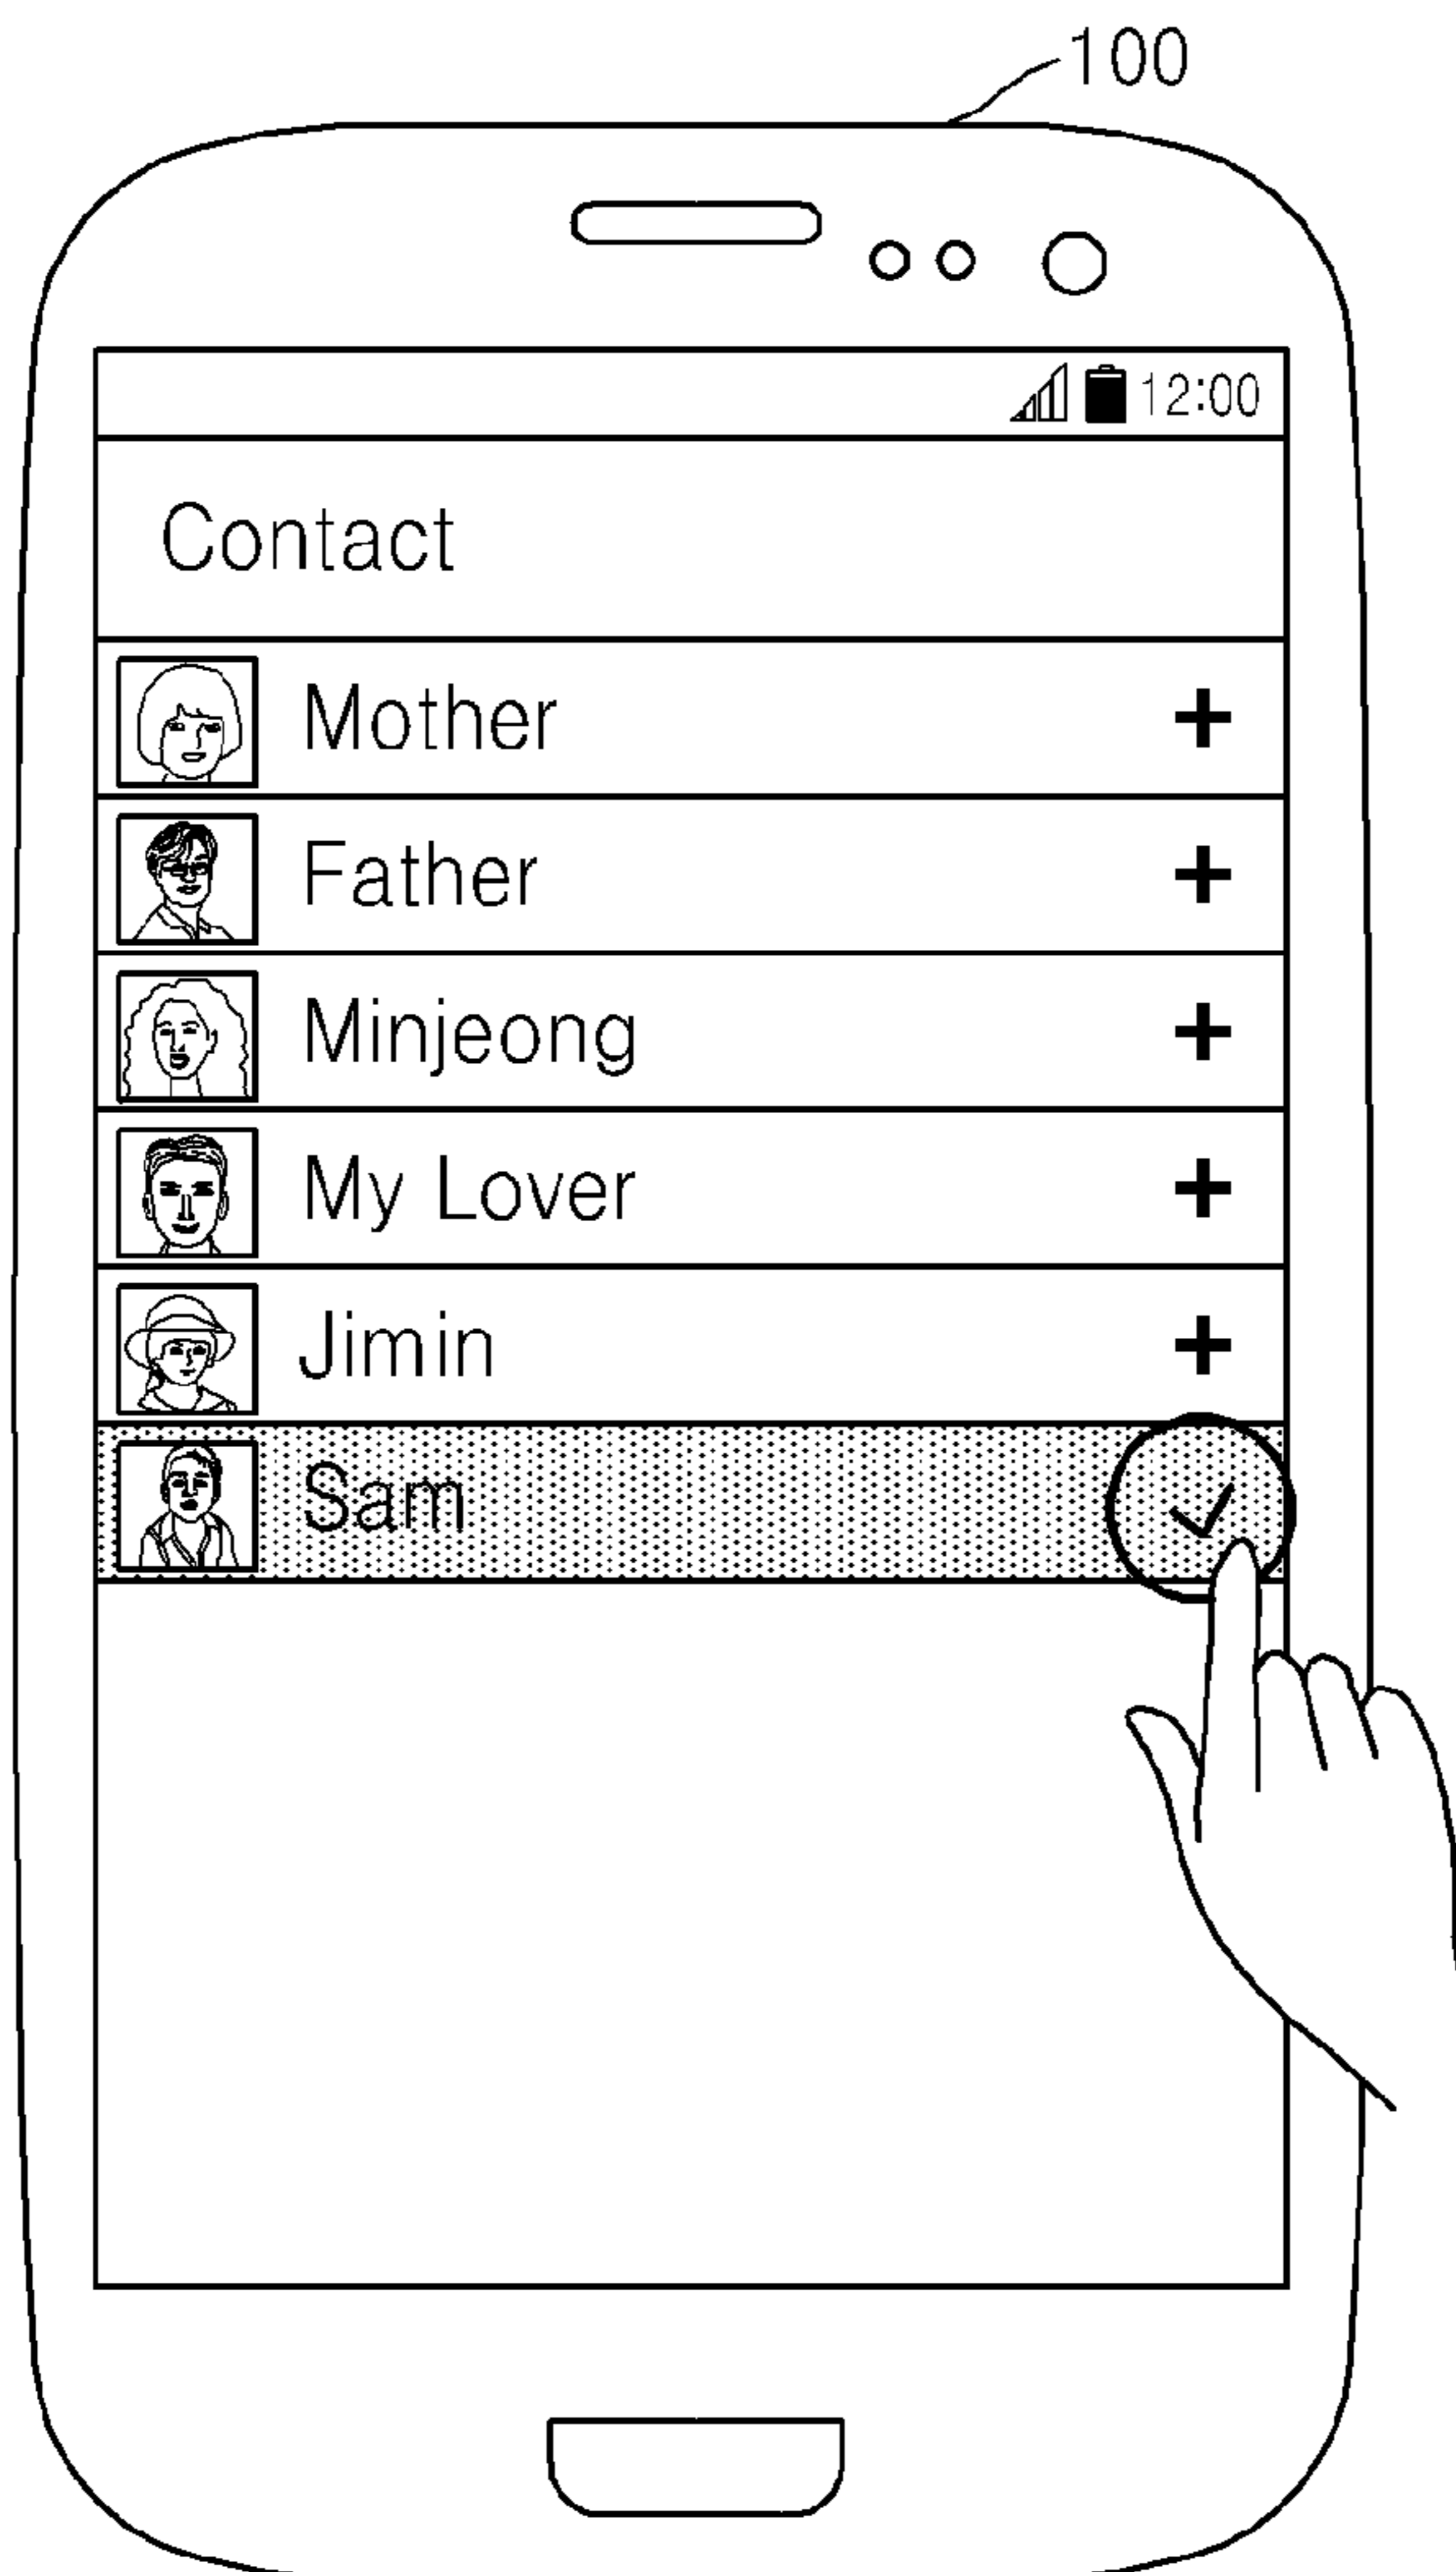 100
12:00
Contact
Mother +
Father +
Minjeong +
My Lover +
Jimin +
Sam